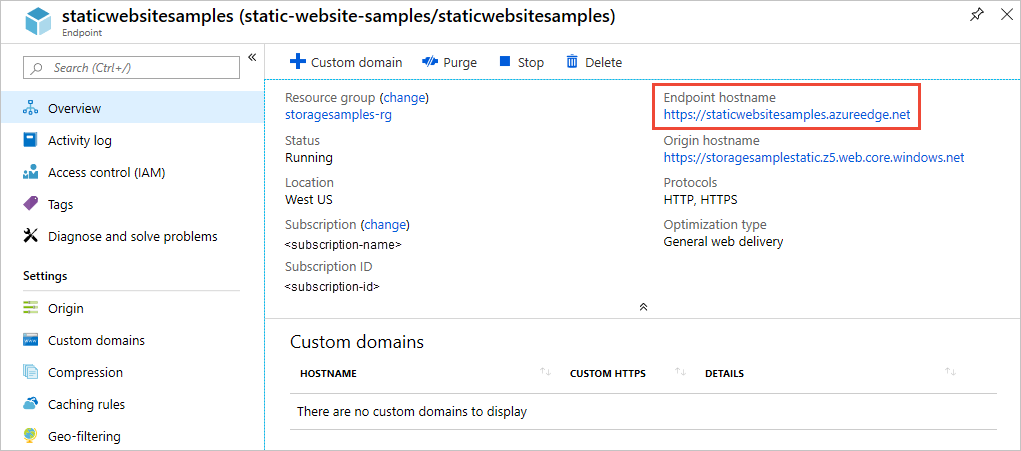 staticwebsitesamples (static-website-samples/staticwebsitesamples)
Endpoint
Search (Ctrl+/)
Overview
Activity log
Access control (IAM)
Tags
Diagnose and solve problems
Settings
Origin
Custom domains
Compression
Caching rules
Geo-filtering
Custom domain
Purge
Stop
Delete
Resource group (change)
storagesamples-rg
Status
Running
Location
West US
Subscription (change)
<subscription-name>
Subscription ID
<subscription-id>
Endpoint hostname
https://staticwebsitesamples.azureedge.net
Origin hostname
https://storagesamplestatic.z5.web.core.windows.net
Protocols
HTTP, HTTPS
Optimization type
General web delivery
Custom domains
HOSTNAME
CUSTOM HTTPS
DETAILS
There are no custom domains to display